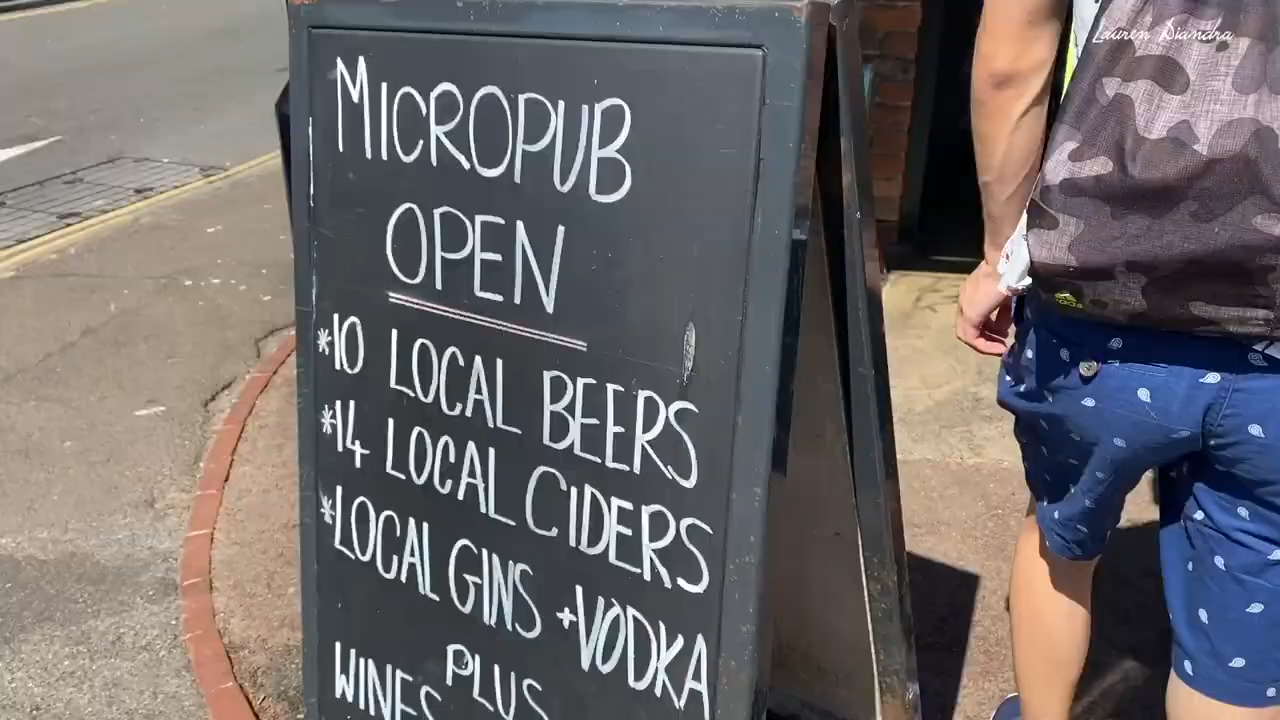 Lauren Diandra
MICROPUB
OPEN
*10 LOCAL BEERS
*14 LOCAL CIDERS
*LOCAL GINS + VODKA
PLUS
WINES